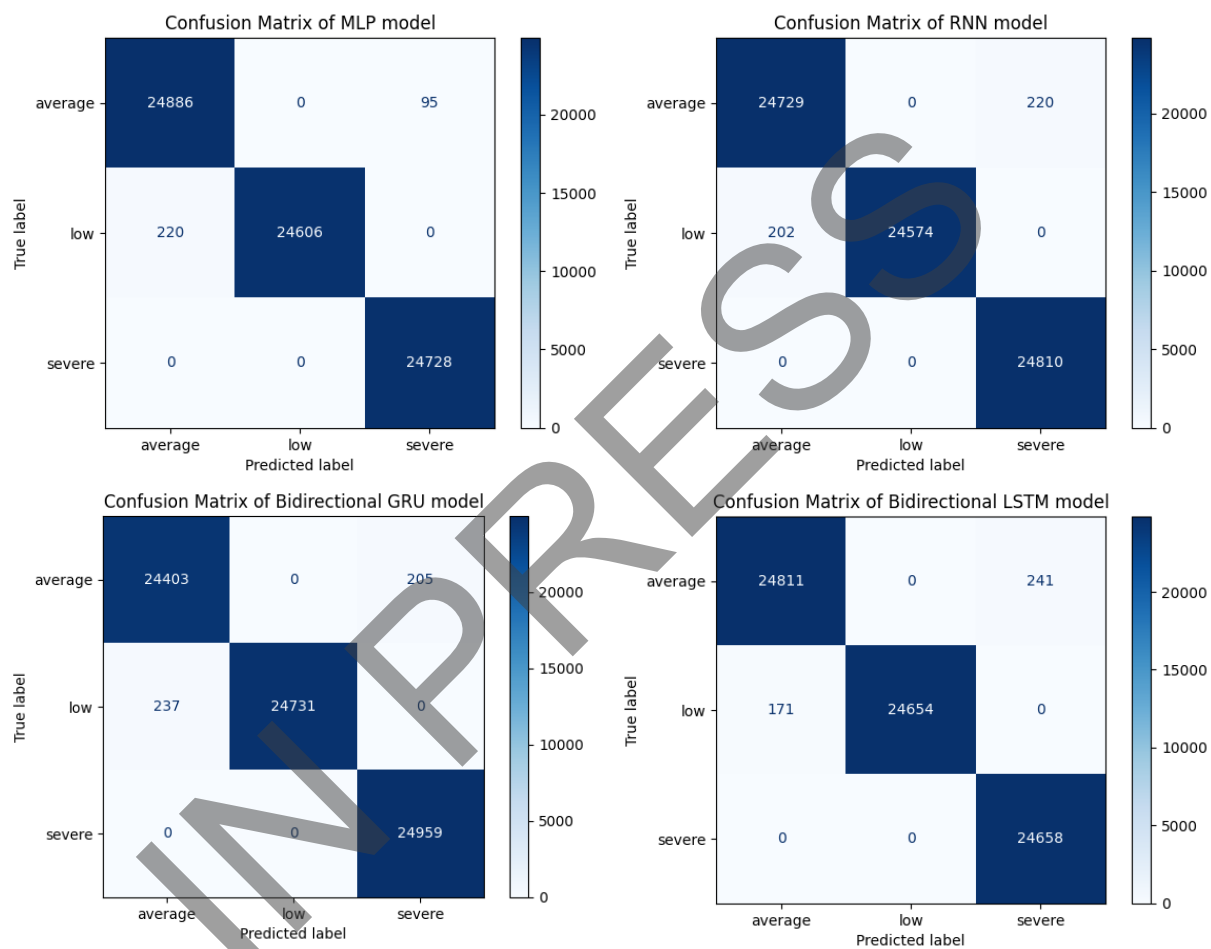 Confusion Matrix of MLP model
True label
average
24886 0 95
low
220 24606 0
severe
0 0 24728
average low severe
Predicted label
20000
15000
10000
5000
0
Confusion Matrix of RNN model
True label
average
24729 0 220
low
202 24574 0
severe
0 0 24810
average low severe
Predicted label
20000
15000
10000
5000
0
Confusion Matrix of Bidirectional GRU model
True label
average
24403 0 205
low
237 24731 0
severe
0 0 24959
average low severe
Predicted label
20000
15000
10000
5000
0
Confusion Matrix of Bidirectional LSTM model
True label
average
24811 0 241
low
171 24654 0
severe
0 0 24658
average low severe
Predicted label
20000
15000
10000
5000
0
IN PRESS